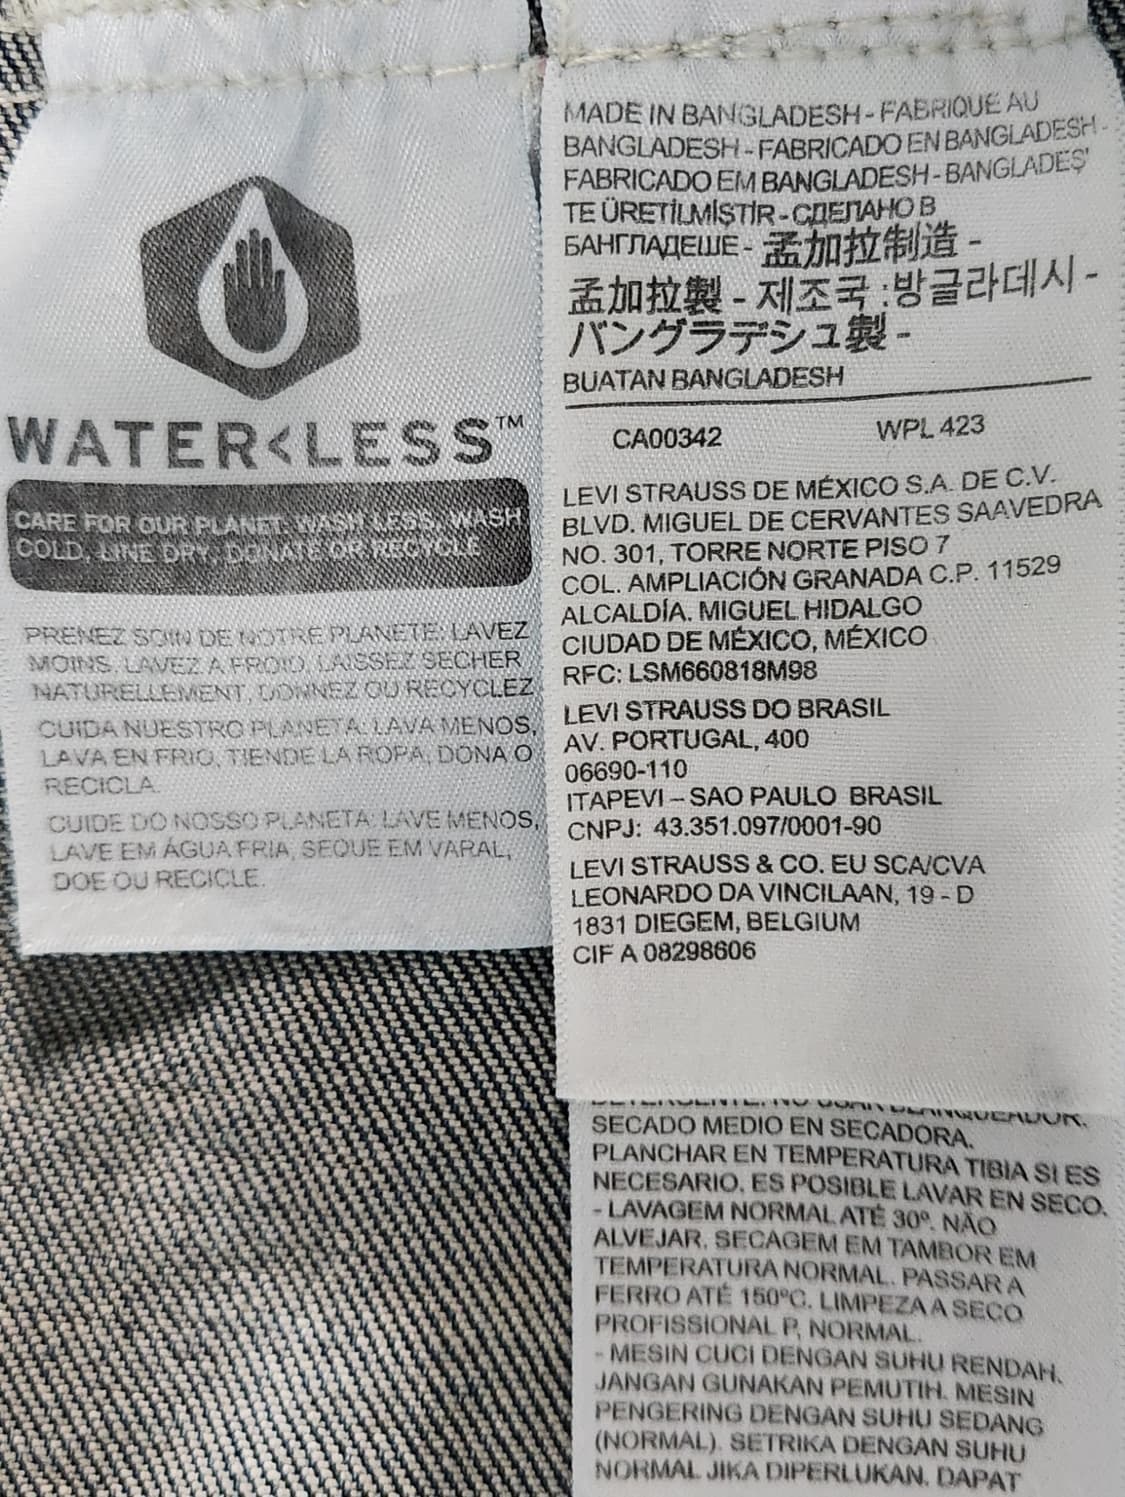 WATER<LESS™
CARE FOR OUR PLANET: WASH LESS, WASH
COLD, LINE DRY, DONATE OR RECYCLE
PRENEZ SOIN DE NOTRE PLANÈTE: LAVEZ
MOINS, LAVEZ A FROID, LAISSEZ SECHER
NATURELLEMENT, DONNEZ OU RECYCLEZ
CUIDA NUESTRO PLANETA: LAVA MENOS,
LAVA EN FRIO, TIENDE LA ROPA, DONA O
RECICLA.
CUIDE DO NOSSO PLANETA: LAVE MENOS,
LAVE EM ÁGUA FRIA, SEQUE EM VARAL,
DOE OU RECICLE.
MADE IN BANGLADESH - FABRIQUÉ AU
BANGLADESH - FABRICADO EN BANGLADESH -
FABRICADO EM BANGLADESH - BANGLADEŞ'
TE ÜRETİLMİŞTİR - СДЕЛАНО В
БАНГЛАДЕШЕ - 孟加拉制造 -
孟加拉製 - 제조국 :방글라데시 -
バングラデシュ製 -
BUATAN BANGLADESH
CA00342 WPL 423
LEVI STRAUSS DE MÉXICO S.A. DE C.V.
BLVD. MIGUEL DE CERVANTES SAAVEDRA
NO. 301, TORRE NORTE PISO 7
COL. AMPLIACIÓN GRANADA C.P. 11529
ALCALDÍA. MIGUEL HIDALGO
CIUDAD DE MÉXICO, MÉXICO
RFC: LSM660818M98
LEVI STRAUSS DO BRASIL
AV. PORTUGAL, 400
06690-110
ITAPEVI – SAO PAULO BRASIL
CNPJ: 43.351.097/0001-90
LEVI STRAUSS & CO. EU SCA/CVA
LEONARDO DA VINCILAAN, 19 - D
1831 DIEGEM, BELGIUM
CIF A 08298606
DETERGENTE. NO USAR BLANQUEADOR.
SECADO MEDIO EN SECADORA.
PLANCHAR EN TEMPERATURA TIBIA SI ES
NECESARIO. ES POSIBLE LAVAR EN SECO.
- LAVAGEM NORMAL ATÉ 30º. NÃO
ALVEJAR. SECAGEM EM TAMBOR EM
TEMPERATURA NORMAL. PASSAR A
FERRO ATÉ 150ºC. LIMPEZA A SECO
PROFISSIONAL P, NORMAL.
- MESIN CUCI DENGAN SUHU RENDAH.
JANGAN GUNAKAN PEMUTIH. MESIN
PENGERING DENGAN SUHU SEDANG
(NORMAL). SETRIKA DENGAN SUHU
NORMAL JIKA DIPERLUKAN. DAPAT